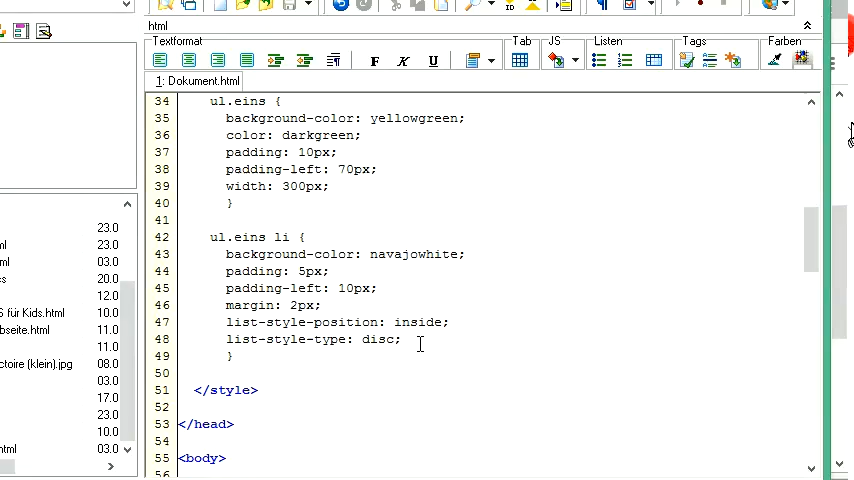 html
Textformat
Tab
JS
Listen
Tags
Farben
F K U
1: Dokument.html
34 ul.eins {
35 background-color: yellowgreen;
36 color: darkgreen;
37 padding: 10px;
38 padding-left: 70px;
39 width: 300px;
40 }
41
42 ul.eins li {
43 background-color: navajowhite;
44 padding: 5px;
45 padding-left: 10px;
46 margin: 2px;
47 list-style-position: inside;
48 list-style-type: disc;
49 }
50
51 </style>
52
53 </head>
54
55 <body>
56
23.0
ml 23.0
ml 03.0
cs 20.0
12.0
S für Kids.html 10.0
bseite.html 11.0
11.0
ctoire (klein).jpg 08.0
03.0
17.0
23.0
10.0
html 03.0